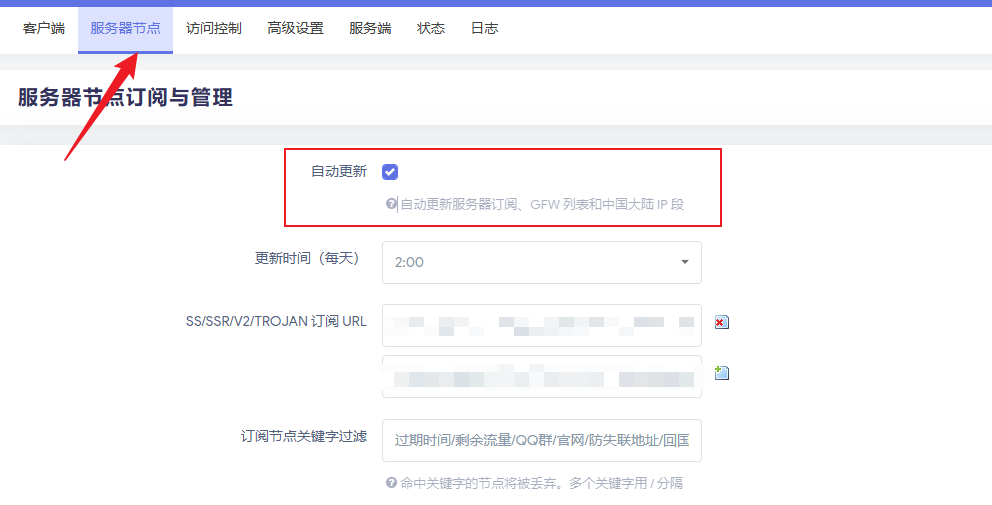 客户端 服务器节点 访问控制 高级设置 服务端 状态 日志
服务器节点订阅与管理
自动更新
自动更新服务器订阅、GFW 列表和中国大陆 IP 段
更新时间（每天） 2:00
SS/SSR/V2/TROJAN 订阅 URL
订阅节点关键字过滤 过期时间/剩余流量/QQ群/官网/防失联地址/回国
命中关键字的节点将被丢弃。多个关键字用 / 分隔